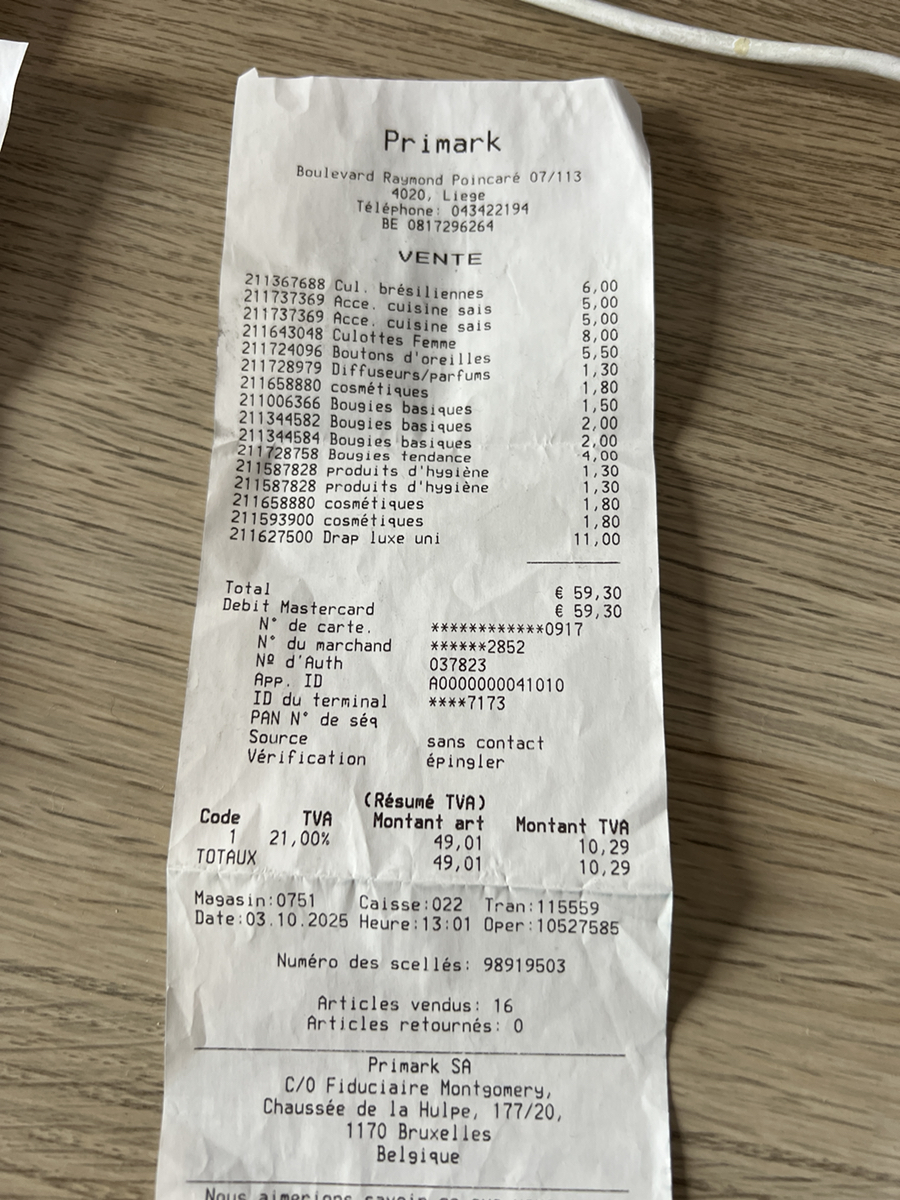 Primark
Boulevard Raymond Poincaré 07/113
4020, Liege
Téléphone: 043422194
BE 0817296264
VENTE
211367688 Cul. brésiliennes 6,00
211737369 Acce. cuisine sais 5,00
211737369 Acce. cuisine sais 5,00
211643048 Culottes Femme 8,00
211724096 Boutons d'oreilles 5,50
211728979 Diffuseurs/parfums 1,30
211658880 cosmétiques 1,80
211006366 Bougies basiques 1,50
211344582 Bougies basiques 2,00
211344584 Bougies basiques 2,00
211728758 Bougies tendance 4,00
211587828 produits d'hygiène 1,30
211587828 produits d'hygiène 1,30
211658880 cosmétiques 1,80
211593900 cosmétiques 1,80
211627500 Drap luxe uni 11,00
Total € 59,30
Debit Mastercard € 59,30
N° de carte. ************0917
N° du marchand ******2852
Nº d'Auth 037823
App. ID A0000000041010
ID du terminal ****7173
PAN N° de séq
Source sans contact
Vérification épingler
(Résumé TVA)
Code TVA Montant art Montant TVA
1 21,00% 49,01 10,29
TOTAUX 49,01 10,29
Magasin:0751 Caisse:022 Tran:115559
Date:03.10.2025 Heure:13:01 Oper:10527585
Numéro des scellés: 98919503
Articles vendus: 16
Articles retournés: 0
Primark SA
C/O Fiduciaire Montgomery,
Chaussée de la Hulpe, 177/20,
1170 Bruxelles
Belgique
Nous aimerions savoir ce